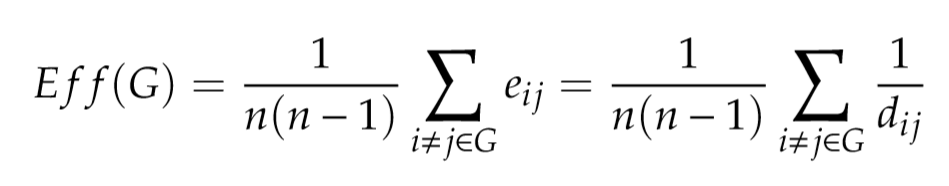 Eff(G) = \frac{1}{n(n-1)} \sum_{i \neq j \in G} e_{ij} = \frac{1}{n(n-1)} \sum_{i \neq j \in G} \frac{1}{d_{ij}}